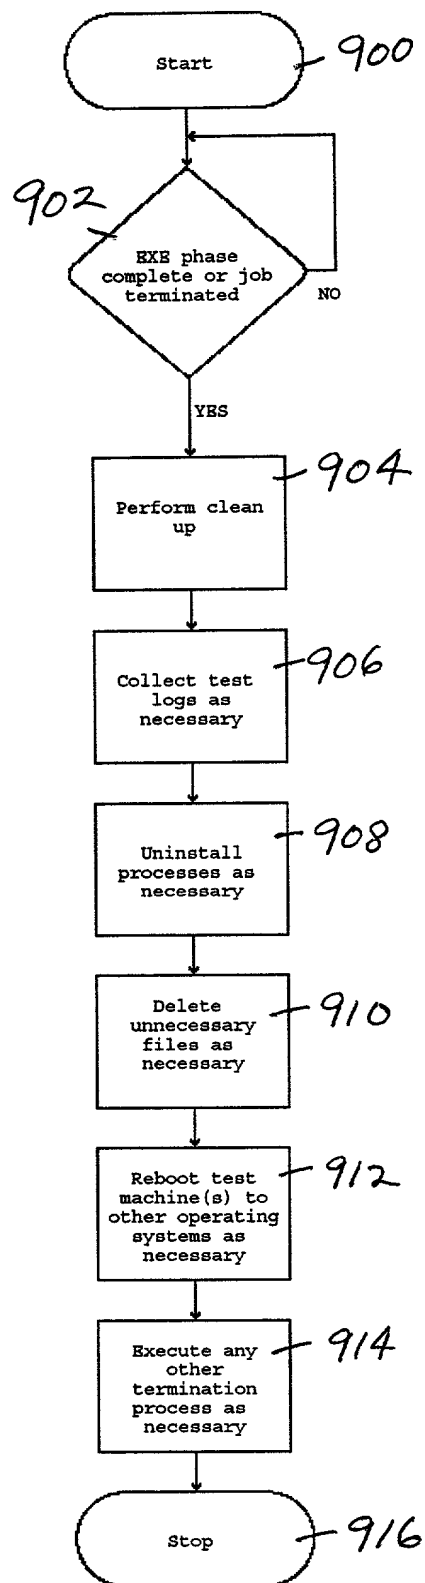 Start
900
902
EXE phase
complete or job
terminated
NO
YES
904
Perform clean
up
906
Collect test
logs as
necessary
908
Uninstall
processes as
necessary
910
Delete
unnecessary
files as
necessary
912
Reboot test
machine(s) to
other operating
systems as
necessary
914
Execute any
other
termination
process as
necessary
Stop
916